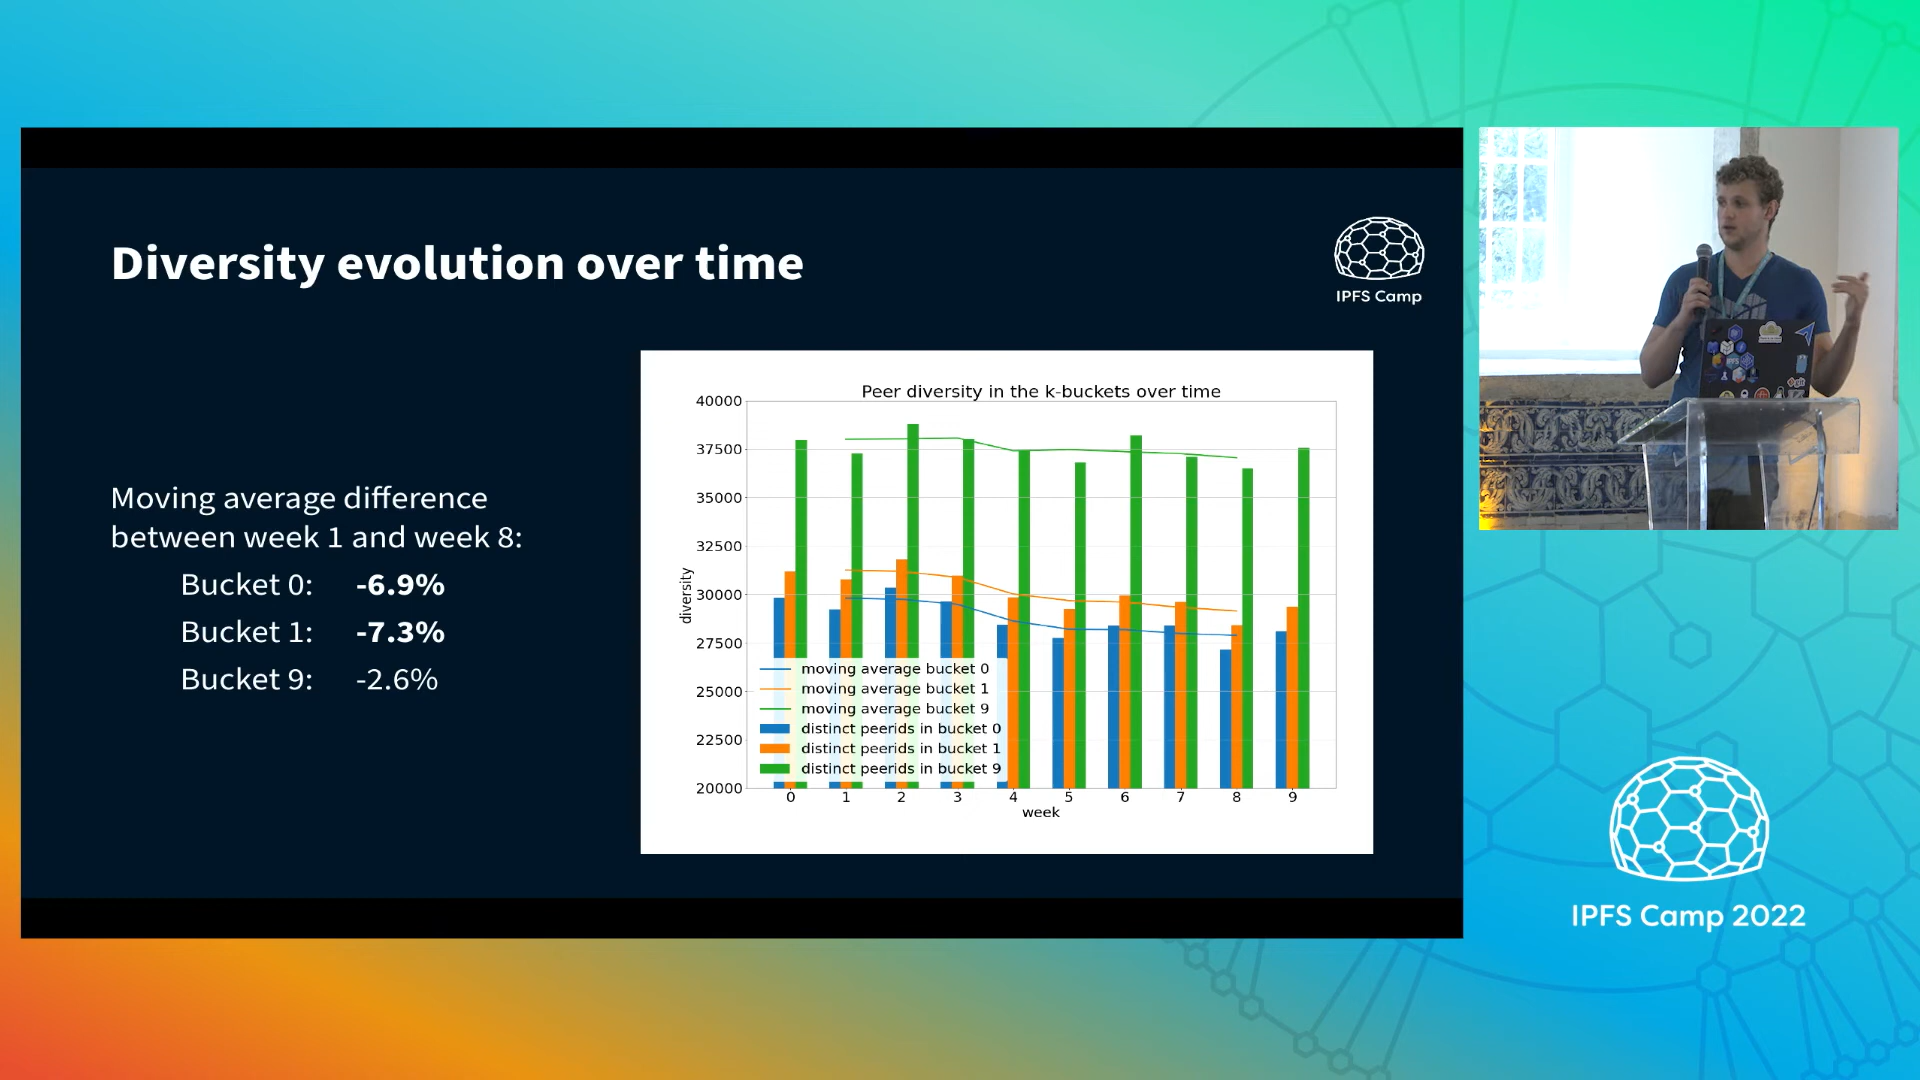 Diversity evolution over time
IPFS Camp
Moving average difference
between week 1 and week 8:
Bucket 0: -6.9%
Bucket 1: -7.3%
Bucket 9: -2.6%
Peer diversity in the k-buckets over time
40000
37500
35000
32500
30000
27500
25000
22500
20000
diversity
moving average bucket 0
moving average bucket 1
moving average bucket 9
distinct peerids in bucket 0
distinct peerids in bucket 1
distinct peerids in bucket 9
0 1 2 3 4 5 6 7 8 9
week
IPFS Camp 2022